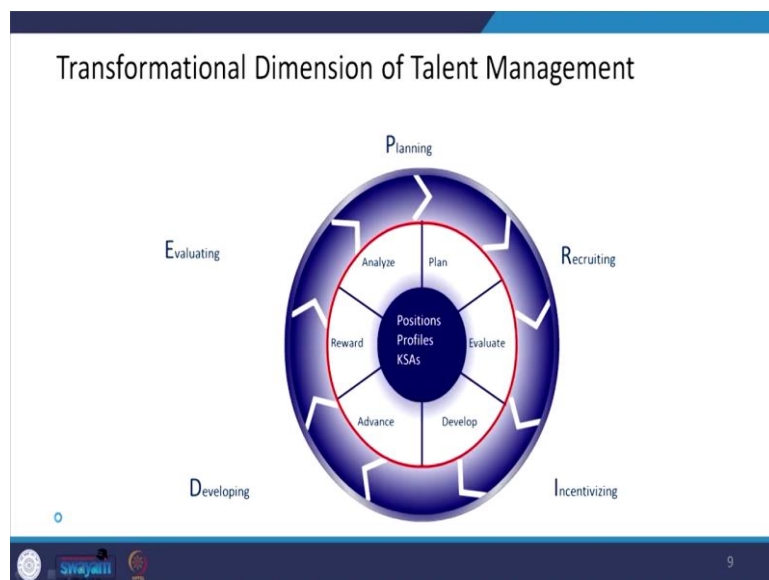 Transformational Dimension of Talent Management
Planning
Evaluating
Recruiting
Analyze
Plan
Positions
Profiles
KSAs
Reward
Evaluate
Advance
Develop
Developing
Incentivizing
swayam
9